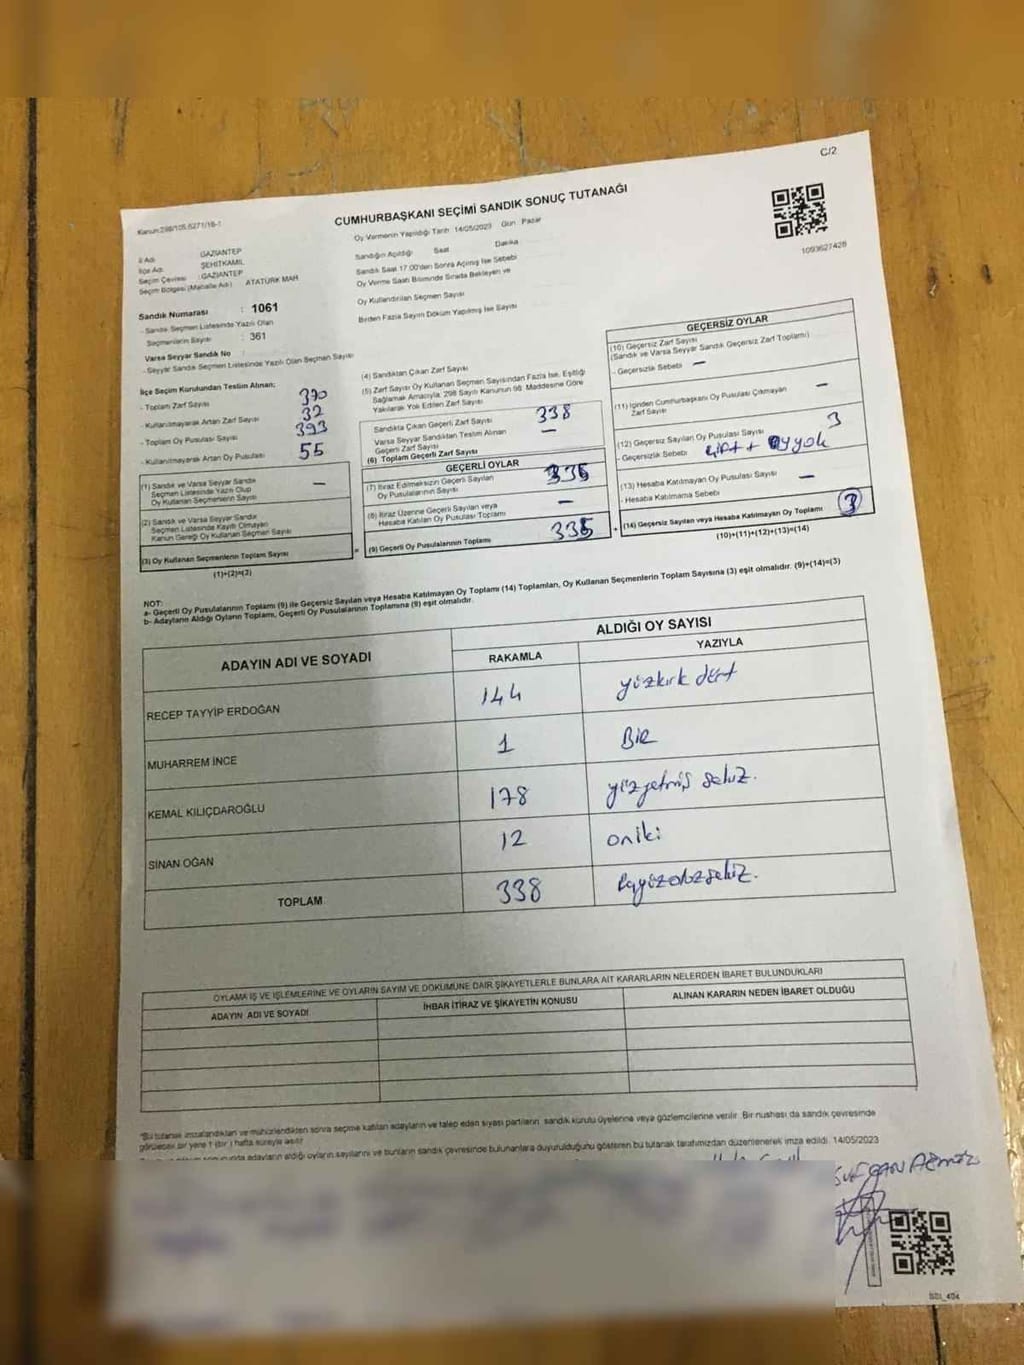 C/2
Kanun:298/105,6271/16-1
CUMHURBAŞKANI SEÇİMİ SANDIK SONUÇ TUTANAĞI
Oy Vermenin Yapıldığı Tarih 14/05/2023 Gün : Pazar
1093627428
İl Adı GAZİANTEP
İlçe Adı ŞEHİTKAMİL
Seçim Çevresi : GAZİANTEP
Seçim Bölgesi (Mahalle Adı) ATATÜRK MAH
Sandığın Açıldığı Saat Dakika
Sandık Saat 17.00'den Sonra Açılmış İse Sebebi
Oy Verme Saati Bitiminde Sırada Bekleyen ve
Oy Kullandırılan Seçmen Sayısı
Birden Fazla Sayım Döküm Yapılmış İse Sayısı
Sandık Numarası : 1061
- Sandık Seçmen Listesinde Yazılı Olan
Seçmenlerin Sayısı : 361
Varsa Seyyar Sandık No
- Seyyar Sandık Seçmen Listesinde Yazılı Olan Seçmen Sayısı
İlçe Seçim Kurulundan Teslim Alınan;
- Toplam Zarf Sayısı 370
- Kullanılmayarak Artan Zarf Sayısı 32
- Toplam Oy Pusulası Sayısı 393
- Kullanılmayarak Artan Oy Pusulası 55
(1) Sandık ve Varsa Seyyar Sandık
Seçmen Listesinde Yazılı Olup
Oy Kullanan Seçmenlerin Sayısı –
(2) Sandık ve Varsa Seyyar Sandık
Seçmen Listesinde Kayıtlı Olmayan
Kanun Gereği Oy Kullanan Seçmen Sayısı
(3) Oy Kullanan Seçmenlerin Toplam Sayısı
(1)+(2)=(3)
(4) Sandıktan Çıkan Zarf Sayısı
(5) Zarf Sayısı Oy Kullanan Seçmen Sayısından Fazla İse, Eşitliği
Sağlamak Amacıyla, 298 Sayılı Kanunun 98. Maddesine Göre
Yakılarak Yok Edilen Zarf Sayısı
Sandıkta Çıkan Geçerli Zarf Sayısı 338
Varsa Seyyar Sandıktan Teslim Alınan
Geçerli Zarf Sayısı –
(6) Toplam Geçerli Zarf Sayısı
GEÇERLİ OYLAR
(7) İtiraz Edilmeksizin Geçerli Sayılan
Oy Pusulalarının Sayısı 335
(8) İtiraz Üzerine Geçerli Sayılan veya
Hesaba Katılan Oy Pusulası Toplamı –
(9) Geçerli Oy Pusulalarının Toplamı 335
GEÇERSİZ OYLAR
(10) Geçersiz Zarf Sayısı
(Sandık ve Varsa Seyyar Sandık Geçersiz Zarf Toplamı)
- Geçersizlik Sebebi –
(11) İçinden Cumhurbaşkanı Oy Pusulası Çıkmayan
Zarf Sayısı –
(12) Geçersiz Sayılan Oy Pusulası Sayısı 3
- Geçersizlik Sebebi çift + oy yok
(13) Hesaba Katılmayan Oy Pusulası Sayısı –
- Hesaba Katılmama Sebebi
(14) Geçersiz Sayılan veya Hesaba Katılmayan Oy Toplamı 3
(10)+(11)+(12)+(13)=(14)
NOT:
a- Geçerli Oy Pusulalarının Toplamı (9) ile Geçersiz Sayılan veya Hesaba Katılmayan Oy Toplamı (14) Toplamları, Oy Kullanan Seçmenlerin Toplam Sayısına (3) eşit olmalıdır. (9)+(14)=(3)
b- Adayların Aldığı Oyların Toplamı, Geçerli Oy Pusulalarının Toplamına (9) eşit olmalıdır.
ADAYIN ADI VE SOYADI ALDIĞI OY SAYISI
RAKAMLA YAZIYLA
RECEP TAYYİP ERDOĞAN 144 yüzkırk dört
MUHARREM İNCE 1 Bir
KEMAL KILIÇDAROĞLU 178 yüzyetmiş sekiz.
SİNAN OĞAN 12 oniki
TOPLAM 338 üçyüzotuzsekiz.
OYLAMA İŞ VE İŞLEMLERİNE VE OYLARIN SAYIM VE DÖKÜMÜNE DAİR ŞİKAYETLERLE BUNLARA AİT KARARLARIN NELERDEN İBARET BULUNDUKLARI
ADAYIN ADI VE SOYADI İHBAR İTİRAZ VE ŞİKAYETİN KONUSU ALINAN KARARIN NEDEN İBARET OLDUĞU
"Bu tutanak imzalandıktan ve mühürlendikten sonra seçime katılan adayların ve talep eden siyasi partilerin, sandık kurulu üyelerine veya gözlemcilerine verilir. Bir nushası da sandık çevresinde
görülecek bir yere 1 (bir) hafta süreyle asılır
adayların aldığı oyların sayılarını ve bunların sandık çevresinde bulunanlara duyurulduğunu gösteren bu tutanak tarafımızdan düzenlenerek imza edildi. 14/05/2023